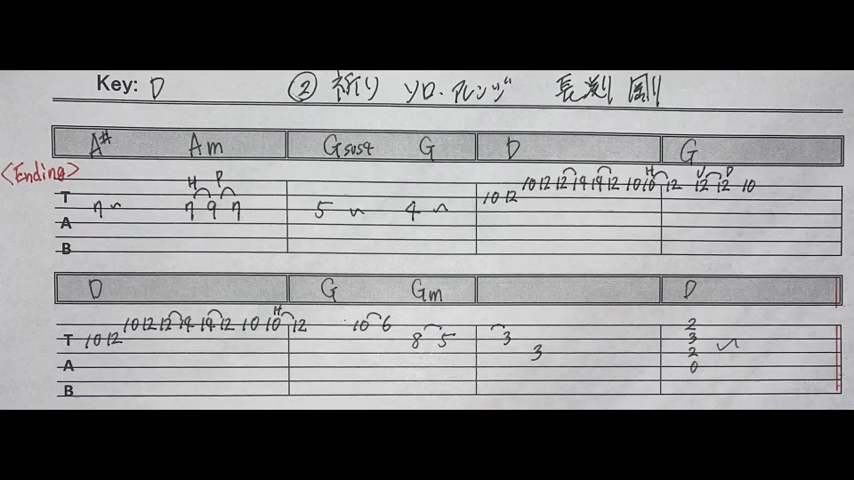 Key: D ② 祈り ソロ・アレンジ 長渕 剛
A# Am Gsus4 G D G
<Ending>
H P H U D
10 12 12 14 14 12 10 10 12 12 12 10
T 10 12
7~ 7 9 7 5~ 4~
A
B
D G Gm D
H
10 12 12 14 14 12 10 10 12 10 6 2
T 10 12 8 5 3 3
3 2 ~
A 0
B